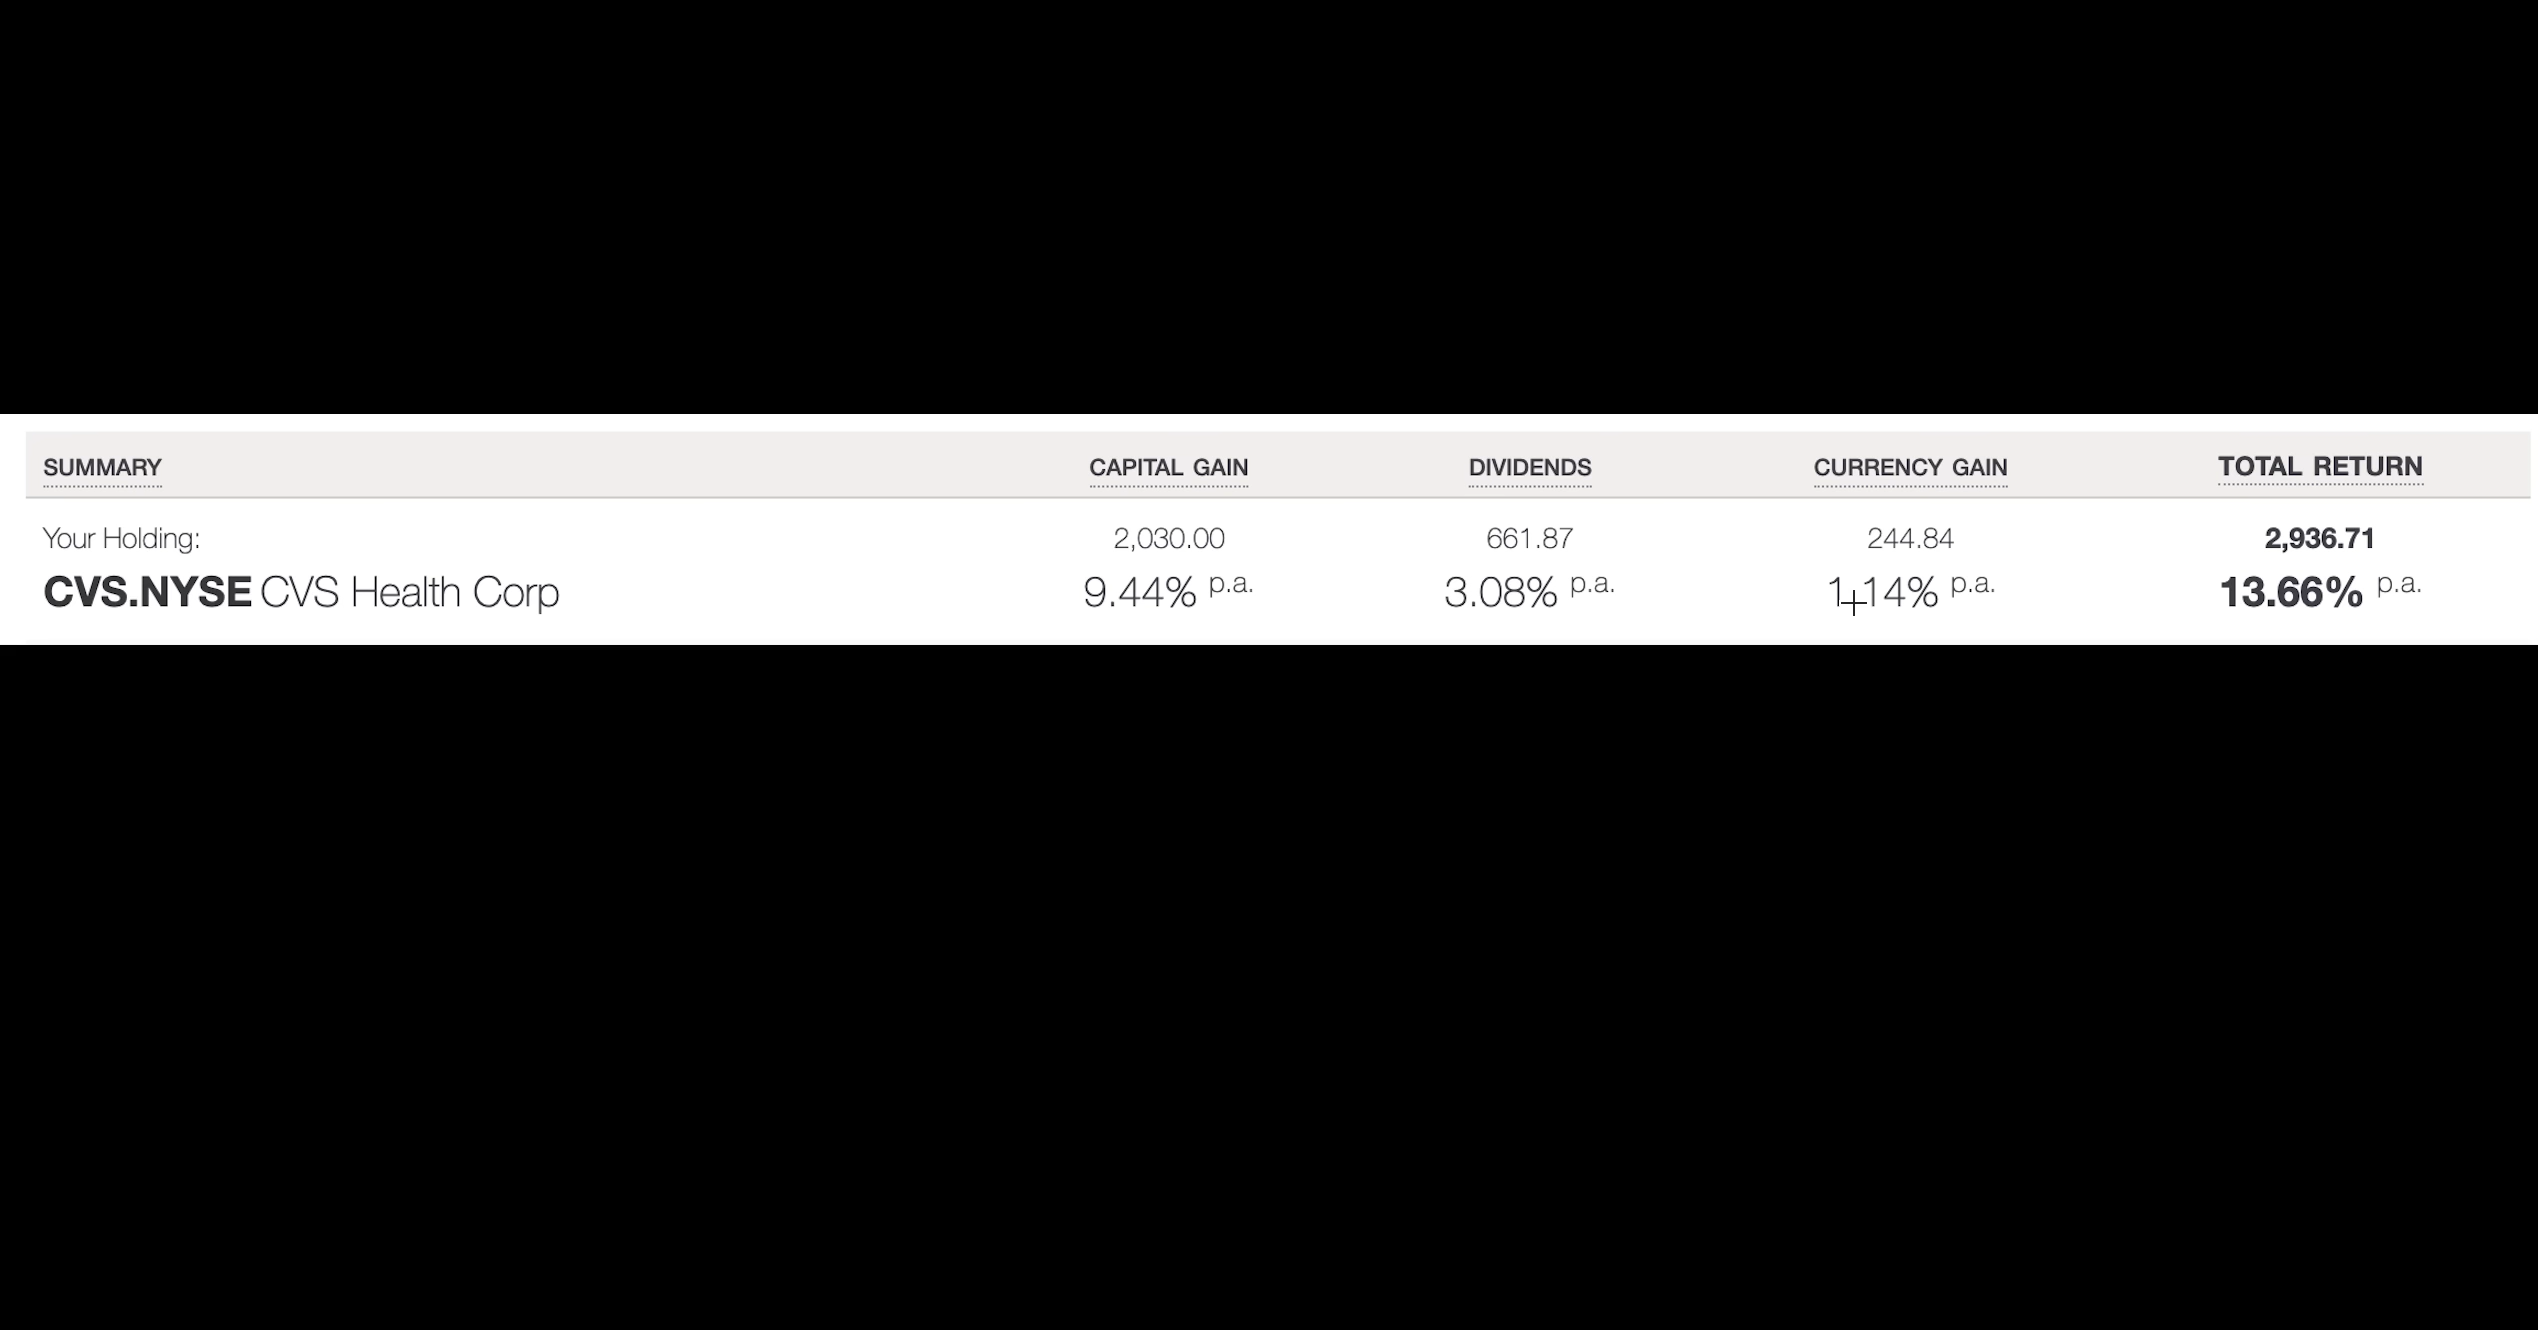 SUMMARY CAPITAL GAIN DIVIDENDS CURRENCY GAIN TOTAL RETURN
Your Holding: 2,030.00 661.87 244.84 2,936.71
CVS.NYSE CVS Health Corp 9.44% p.a. 3.08% p.a. 1.14% p.a. 13.66% p.a.